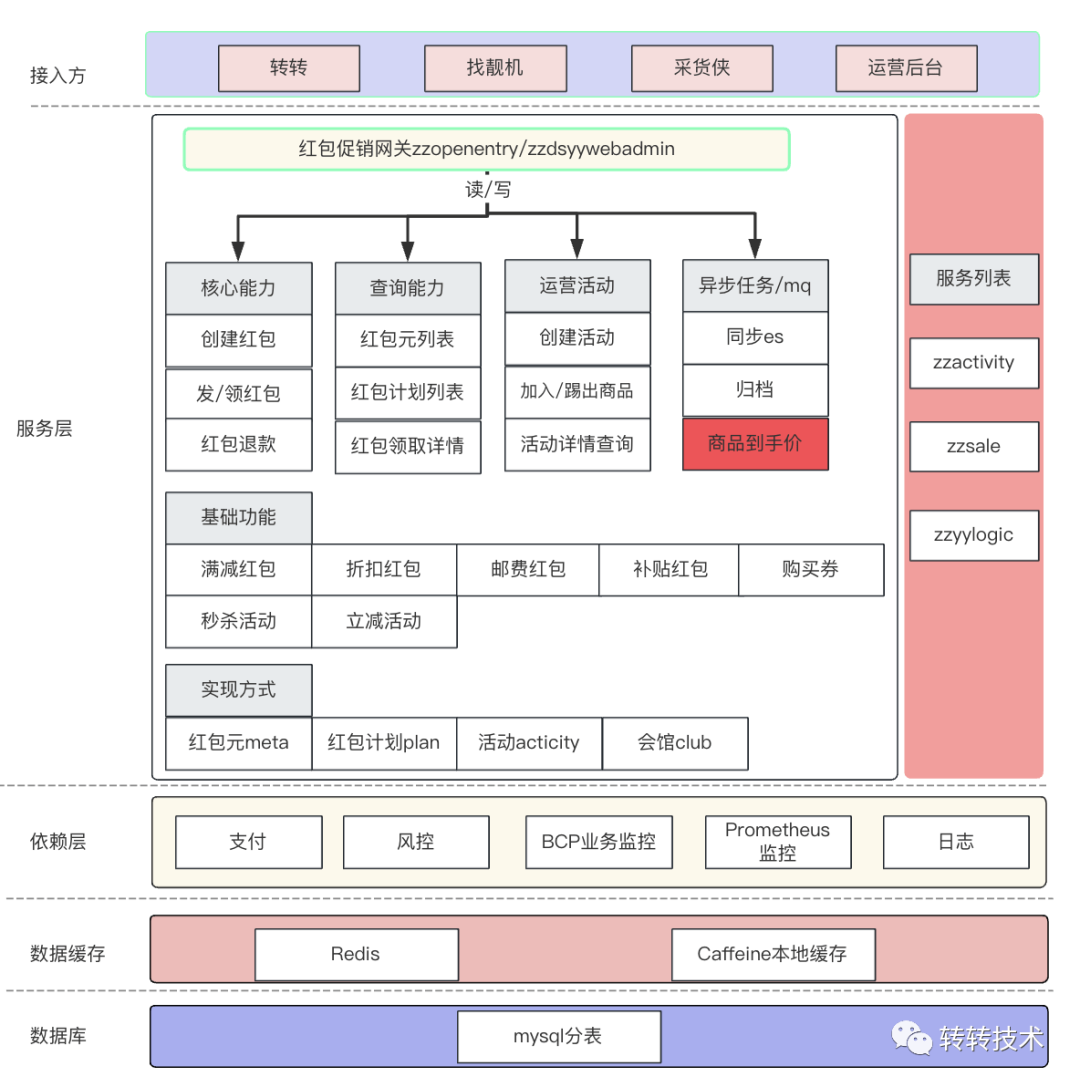 接入方
转转
找靓机
采货侠
运营后台
服务层
红包促销网关zzopenentry/zzdsyywebadmin
读/写
核心能力
创建红包
发/领红包
红包退款
查询能力
红包元列表
红包计划列表
红包领取详情
运营活动
创建活动
加入/踢出商品
活动详情查询
异步任务/mq
同步es
归档
商品到手价
基础功能
满减红包
折扣红包
邮费红包
补贴红包
购买券
秒杀活动
立减活动
实现方式
红包元meta
红包计划plan
活动acticity
会馆club
服务列表
zzactivity
zzsale
zzyylogic
依赖层
支付
风控
BCP业务监控
Prometheus
监控
日志
数据缓存
Redis
Caffeine本地缓存
数据库
mysql分表
转转技术